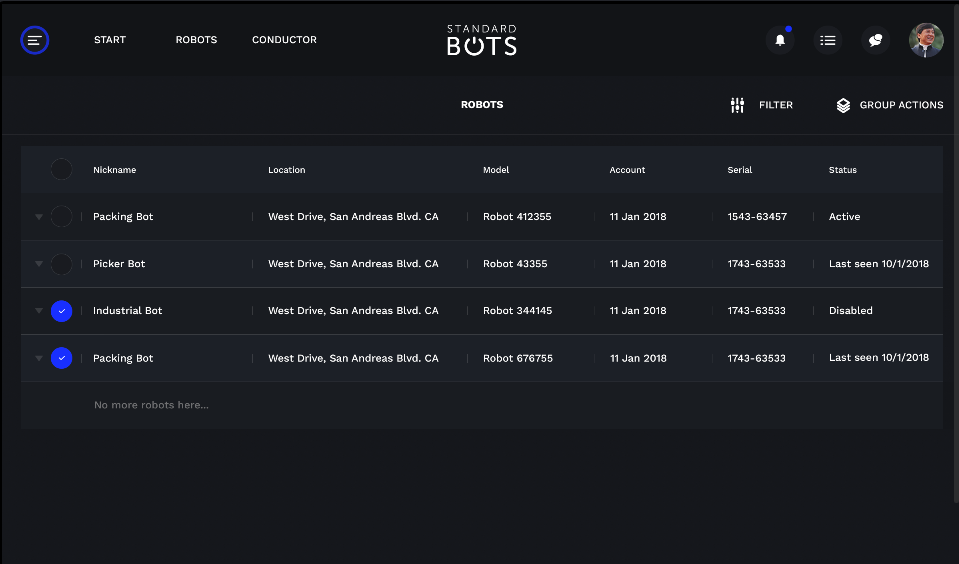 START ROBOTS CONDUCTOR
STANDARD
BOTS
ROBOTS FILTER GROUP ACTIONS
Nickname Location Model Account Serial Status
Packing Bot West Drive, San Andreas Blvd. CA Robot 412355 11 Jan 2018 1543-63457 Active
Picker Bot West Drive, San Andreas Blvd. CA Robot 43355 11 Jan 2018 1743-63533 Last seen 10/1/2018
Industrial Bot West Drive, San Andreas Blvd. CA Robot 344145 11 Jan 2018 1743-63533 Disabled
Packing Bot West Drive, San Andreas Blvd. CA Robot 676755 11 Jan 2018 1743-63533 Last seen 10/1/2018
No more robots here...